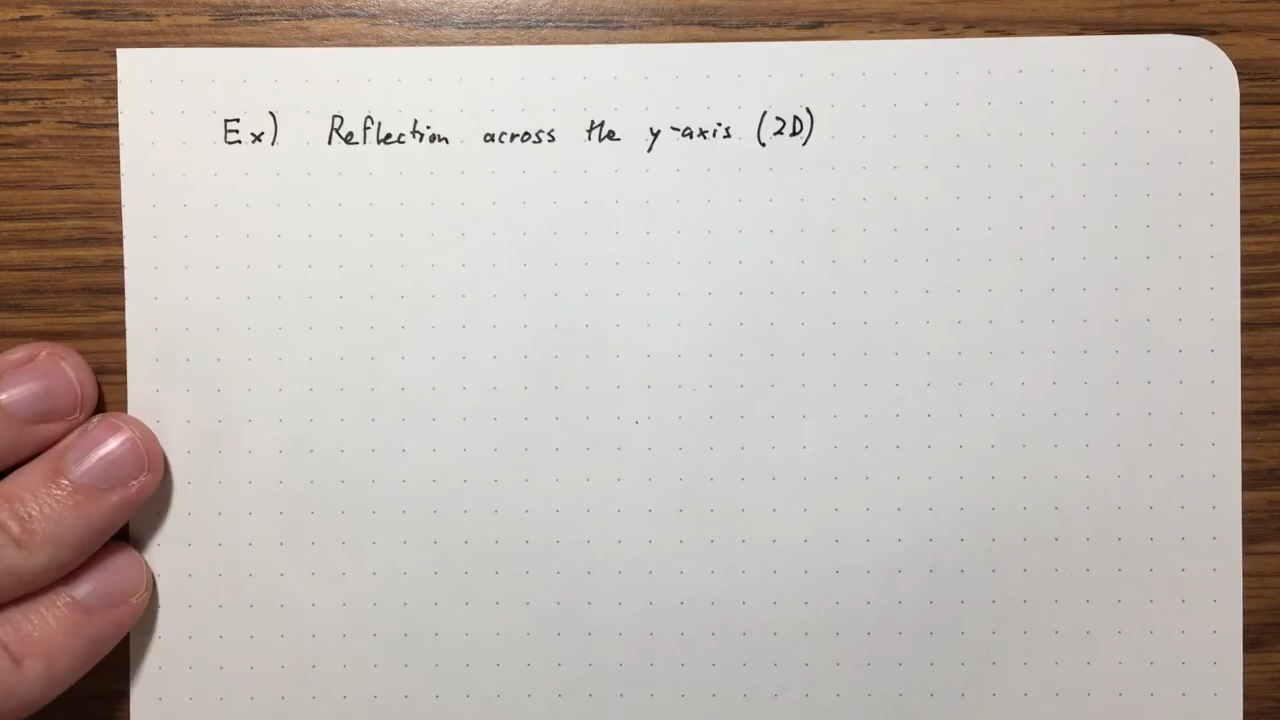 Ex) Reflection across the y-axis (2D)